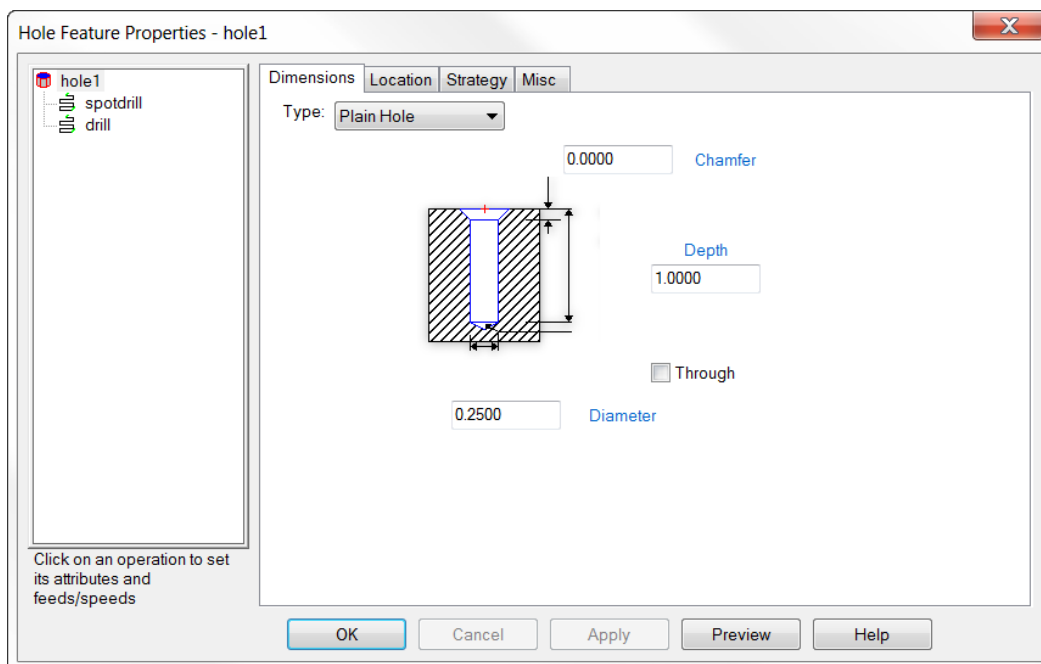 Hole Feature Properties - hole1
hole1
spotdrill
drill
Click on an operation to set
its attributes and
feeds/speeds
Dimensions Location Strategy Misc
Type: Plain Hole
0.0000 Chamfer
Depth
1.0000
Through
0.2500 Diameter
OK Cancel Apply Preview Help